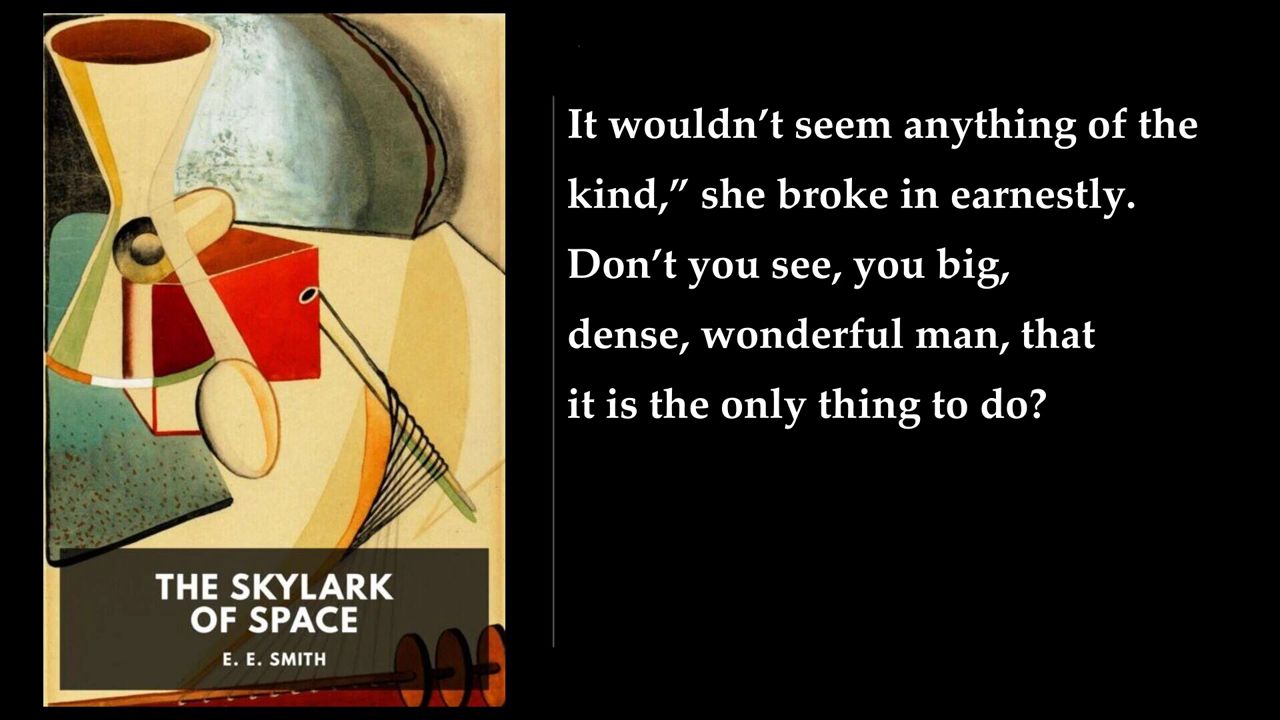 THE SKYLARK
OF SPACE
E. E. SMITH
It wouldn’t seem anything of the
kind,” she broke in earnestly.
Don’t you see, you big,
dense, wonderful man, that
it is the only thing to do?